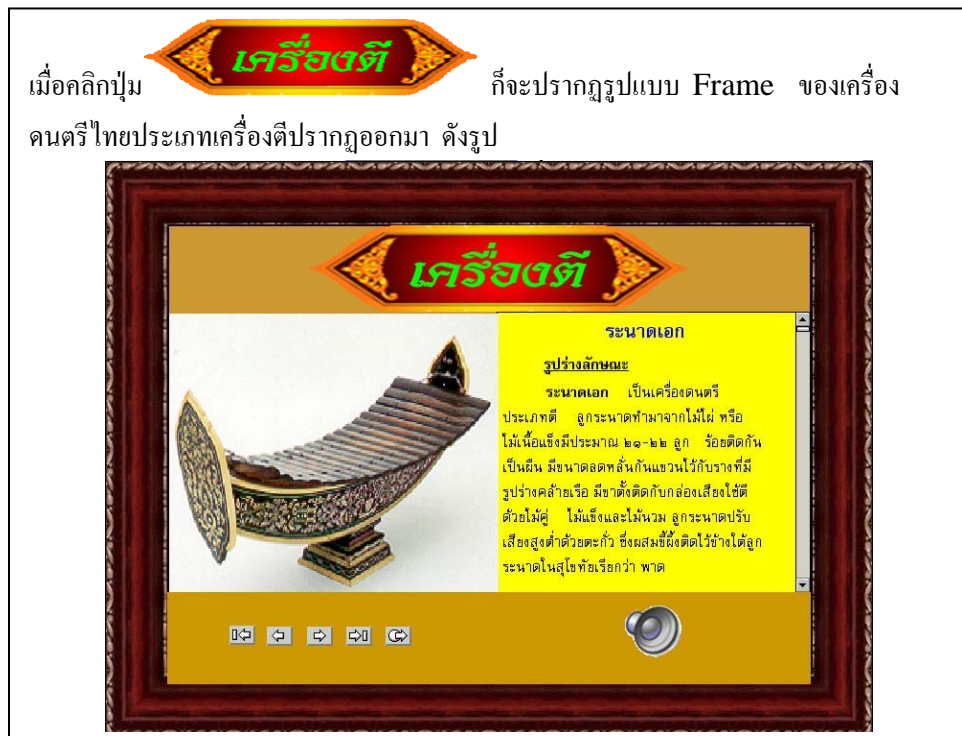 เมื่อคลิกปุ่ม เครื่องตี ก็จะปรากฏรูปแบบ Frame ของเครื่อง
ดนตรีไทยประเภทเครื่องตีปรากฏออกมา ดังรูป
เครื่องตี
ระนาดเอก
รูปร่างลักษณะ
ระนาดเอก เป็นเครื่องดนตรี
ประเภทตี ลูกระนาดทำมาจากไม้ไผ่ หรือ
ไม้เนื้อแข็งมีประมาณ ๒๑-๒๒ ลูก ร้อยติดกัน
เป็นผืน มีขนาดลดหลั่นกันแขวนไว้กับรางที่มี
รูปร่างคล้ายเรือ มีขาตั้งติดกับกล่องเสียงใช้ตี
ด้วยไม้คู่ ไม้แข็งและไม้นวม ลูกระนาดปรับ
เสียงสูงต่ำด้วยตะกั่ว ซึ่งผสมขี้ผึ้งติดไว้ข้างใต้ลูก
ระนาดในสุโขทัยเรียกว่า พาด